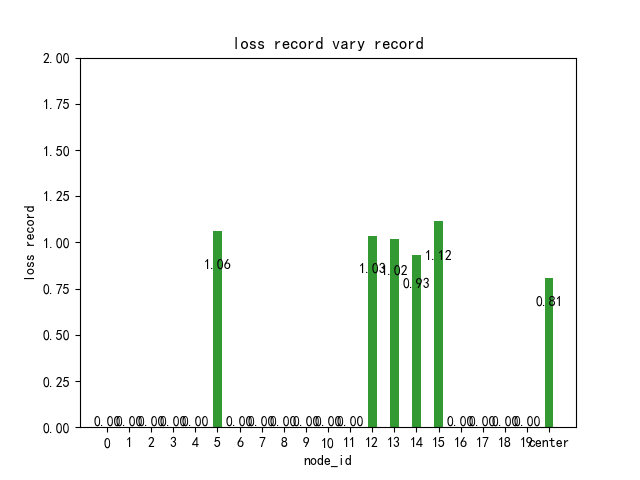 loss record vary record
2.00
1.75
1.50
1.25
1.00
0.75
0.50
0.25
0.00
loss record
0.00 0.00 0.00 0.00 0.00 1.06 0.00 0.00 0.00 0.00 0.00 0.00 1.03 1.02 0.93 1.12 0.00 0.00 0.00 0.00 0.81
0 1 2 3 4 5 6 7 8 9 10 11 12 13 14 15 16 17 18 19 center
node_id